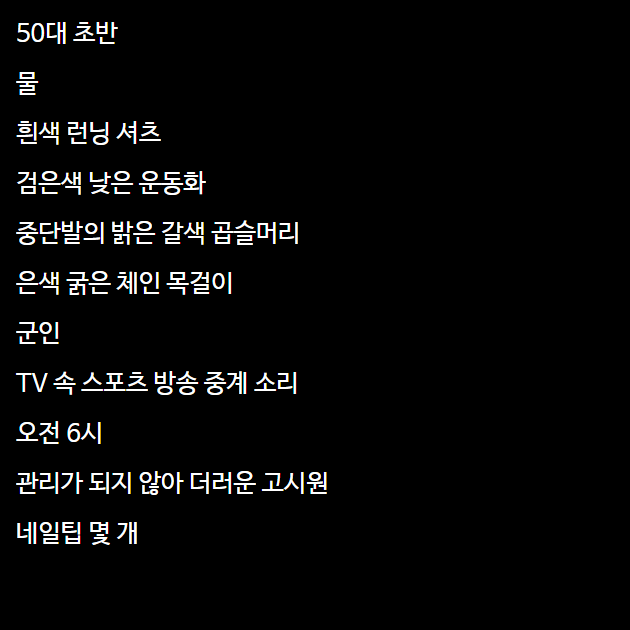 50대 초반
물
흰색 런닝 셔츠
검은색 낮은 운동화
중단발의 밝은 갈색 곱슬머리
은색 굵은 체인 목걸이
군인
TV 속 스포츠 방송 중계 소리
오전 6시
관리가 되지 않아 더러운 고시원
네일팁 몇 개